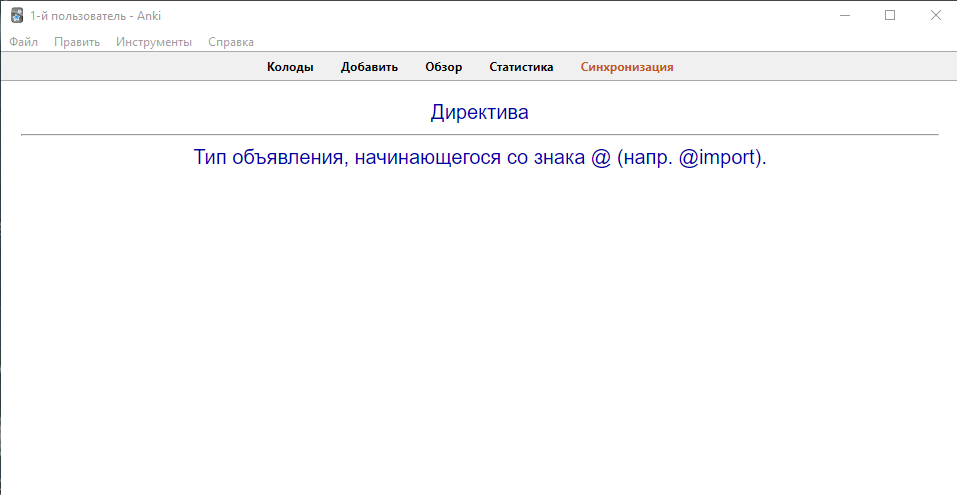 1-й пользователь - Anki
Файл Править Инструменты Справка
Колоды Добавить Обзор Статистика Синхронизация
Директива
Тип объявления, начинающегося со знака @ (напр. @import).